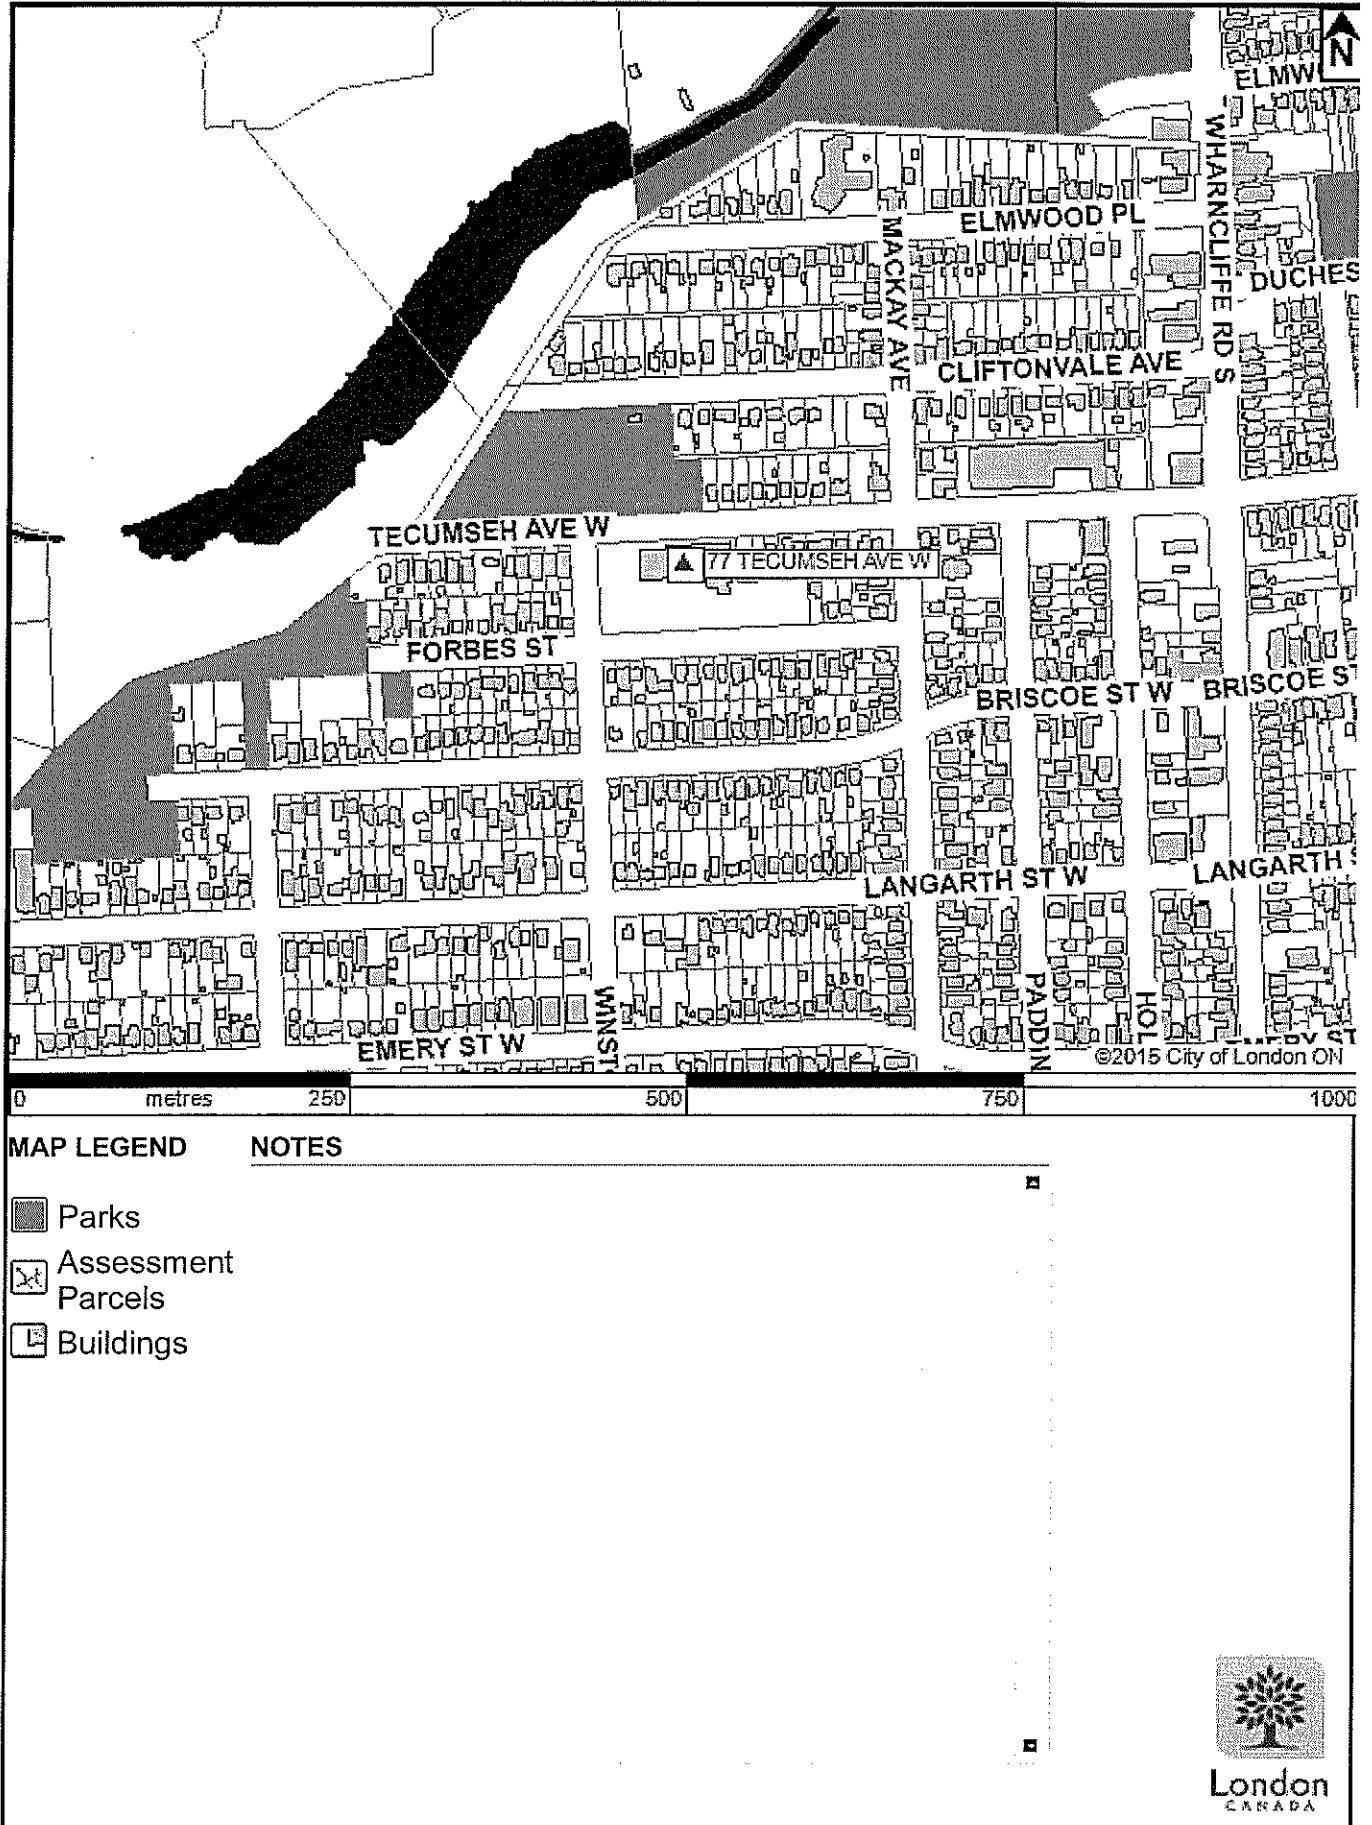 N
ELMW
WHARNCLIFFE RD S
ELMWOOD PL
MACKAY AVE
DUCHES
CLIFTONVALE AVE
TECUMSEH AVE W
77 TECUMSEH AVE W
FORBES ST
BRISCOE ST W
BRISCOE ST
LANGARTH ST W
LANGARTH S
WINST
PADDIN
HOL
EMERY ST W
EMERY ST
©2015 City of London ON
0 metres 250 500 750 1000
MAP LEGEND NOTES
Parks
Assessment
Parcels
Buildings
London
CANADA